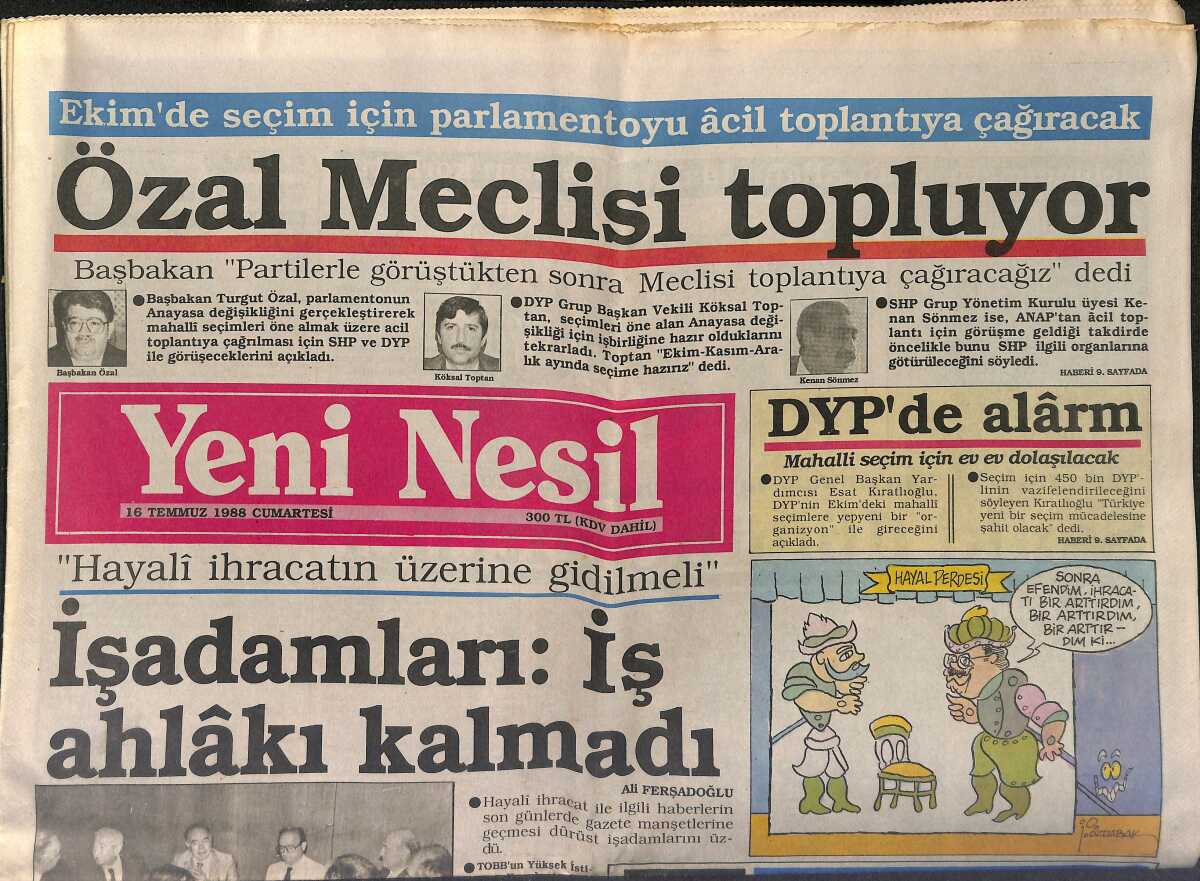 Ekim'de seçim için parlamentoyu âcil toplantıya çağıracak
Özal Meclisi topluyor
Başbakan "Partilerle görüştükten sonra Meclisi toplantıya çağıracağız" dedi
Başbakan Özal
●Başbakan Turgut Özal, parlamentonun
Anayasa değişikliğini gerçekleştirerek
mahalli seçimleri öne almak üzere acil
toplantıya çağrılması için SHP ve DYP
ile görüşeceklerini açıkladı.
Köksal Toptan
●DYP Grup Başkan Vekili Köksal Top-
tan, seçimleri öne alan Anayasa deği-
şikliği için işbirliğine hazır olduklarını
tekrarladı. Toptan "Ekim-Kasım-Ara-
lık ayında seçime hazırız" dedi.
Kenan Sönmez
●SHP Grup Yönetim Kurulu üyesi Ke-
nan Sönmez ise, ANAP'tan âcil top-
lantı için görüşme geldiği takdirde
öncelikle bunu SHP ilgili organlarına
götürüleceğini söyledi.
HABERİ 9. SAYFADA
Yeni Nesil
16 TEMMUZ 1988 CUMARTESİ
300 TL (KDV DAHİL)
DYP'de alârm
Mahalli seçim için ev ev dolaşılacak
●DYP Genel Başkan Yar-
dımcısı Esat Kıratlıoğlu,
DYP'nin Ekim'deki mahalli
seçimlere yepyeni bir "or-
ganizyon" ile gireceğini
açıkladı.
●Seçim için 450 bin DYP'-
linin vazifelendirileceğini
söyleyen Kıratlıoğlu "Türkiye
yeni bir seçim mücadelesine
şahit olacak" dedi.
HABERİ 9. SAYFADA
"Hayalî ihracatın üzerine gidilmeli"
İşadamları: İş
ahlâkı kalmadı
Ali FERŞADOĞLU
●Hayalî ihracat ile ilgili haberlerin
son günlerde gazete manşetlerine
geçmesi dürüst işadamlarını üz-
dü.
●TOBB'un Yüksek İsti-
HAYAL PERDESİ
SONRA
EFENDİM, İHRACA-
TI BİR ARTTIRDIM,
BİR ARTTIRDIM,
BİR ARTTIR-
DIM Kİ...